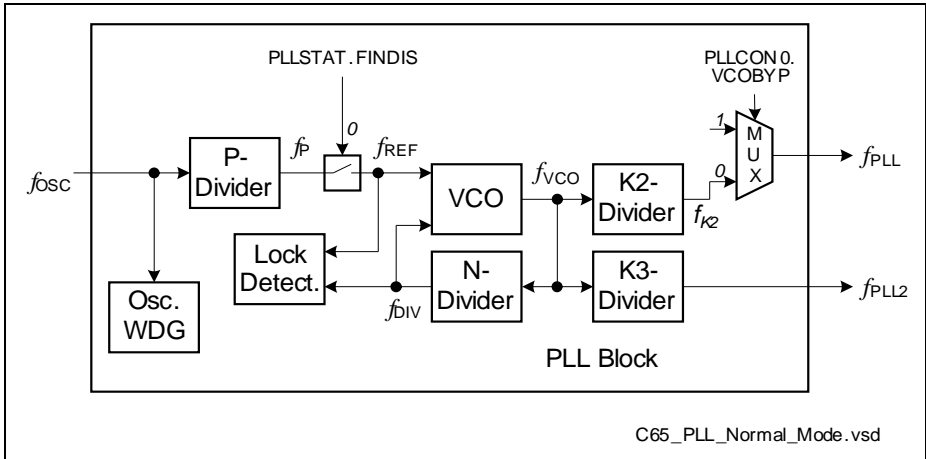 PLLSTAT.FINDIS
PLLCON0.
VCOBYP
0
1
M
U
X
0
fOSC
P-
Divider
fP
fREF
VCO
fVCO
K2-
Divider
fK2
fPLL
Lock
Detect.
fDIV
N-
Divider
K3-
Divider
fPLL2
Osc.
WDG
PLL Block
C65_PLL_Normal_Mode.vsd